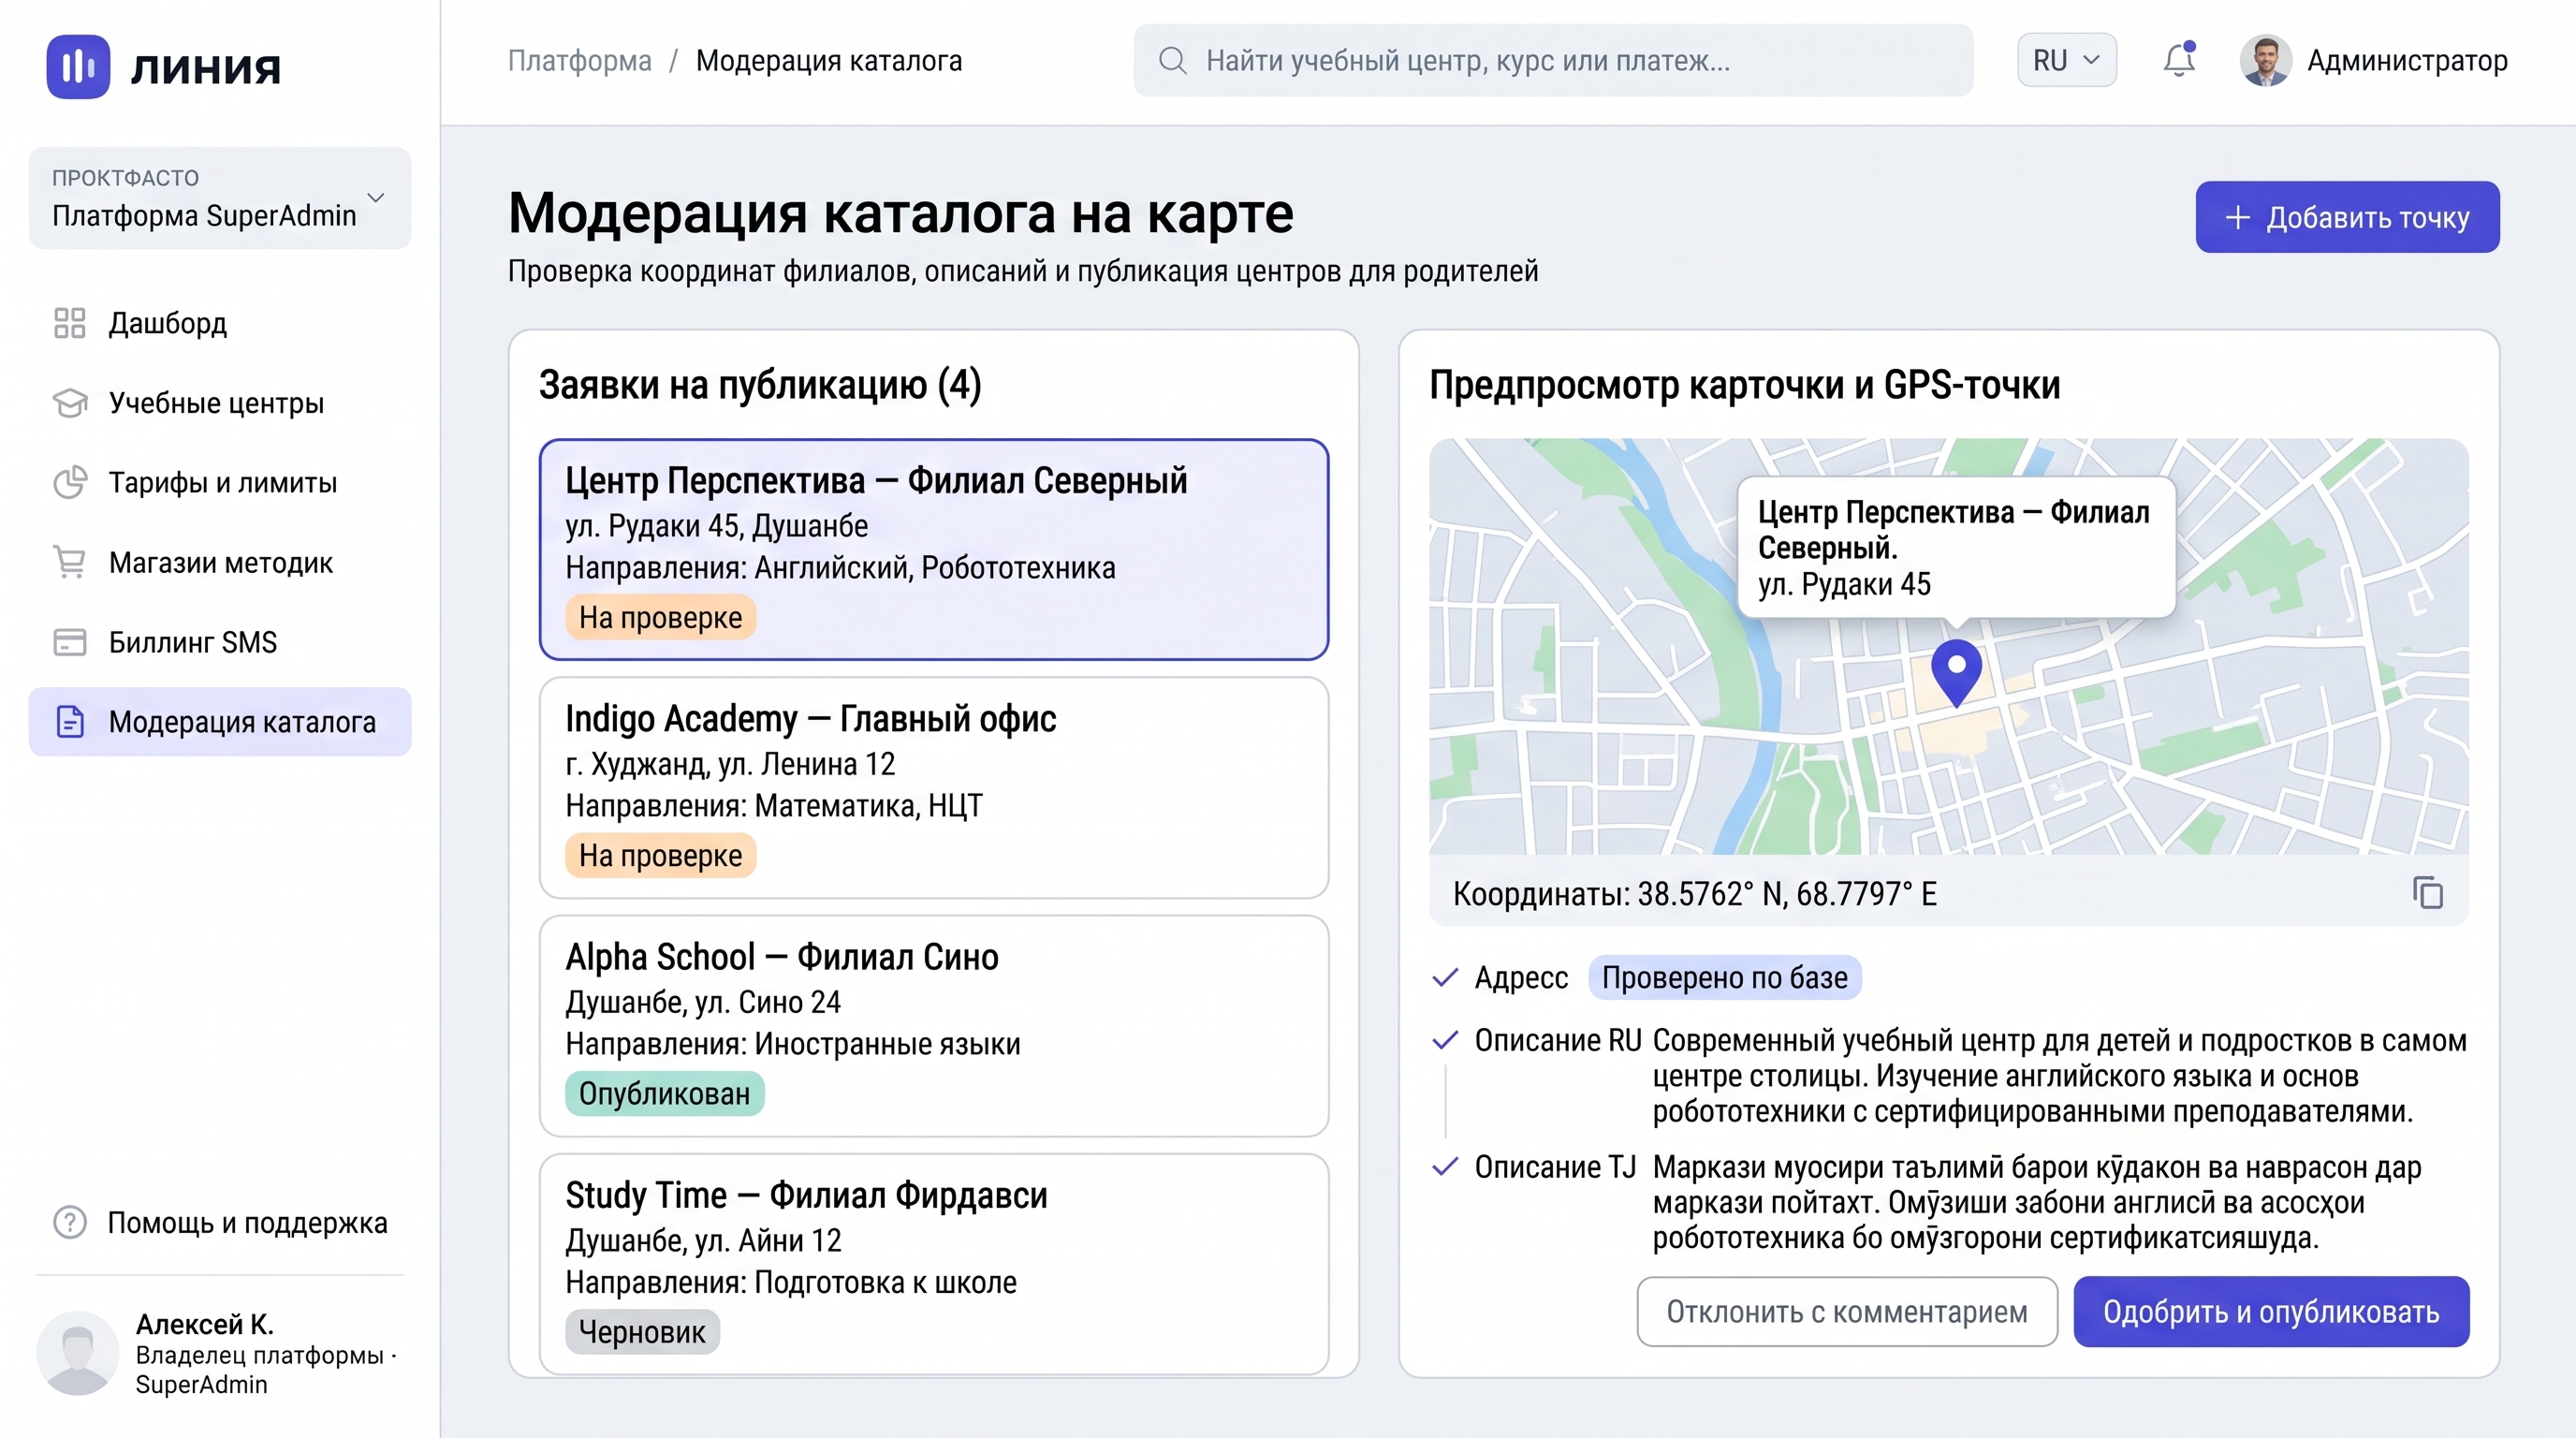 линия
ПРОКТФАСТО
Платформа SuperAdmin
Дашборд
Учебные центры
Тарифы и лимиты
Магазии методик
Биллинг SMS
Модерация каталога
Помощь и поддержка
Алексей К.
Владелец платформы ·
SuperAdmin
Платформа / Модерация каталога
Найти учебный центр, курс или платеж...
RU
Администратор
Модерация каталога на карте
Проверка координат филиалов, описаний и публикация центров для родителей
+ Добавить точку
Заявки на публикацию (4)
Центр Перспектива — Филиал Северный
ул. Рудаки 45, Душанбе
Направления: Английский, Робототехника
На проверке
Indigo Academy — Главный офис
г. Худжанд, ул. Ленина 12
Направления: Математика, НЦТ
На проверке
Alpha School — Филиал Сино
Душанбе, ул. Сино 24
Направления: Иностранные языки
Опубликован
Study Time — Филиал Фирдавси
Душанбе, ул. Айни 12
Направления: Подготовка к школе
Черновик
Предпросмотр карточки и GPS-точки
Центр Перспектива — Филиал
Северный.
ул. Рудаки 45
Координаты: 38.5762° N, 68.7797° E
Адресс Проверено по базе
Описание RU Современный учебный центр для детей и подростков в самом
центре столицы. Изучение английского языка и основ
робототехники с сертифицированными преподавателями.
Описание TJ Маркази муосири таълимӣ барои кӯдакон ва наврасон дар
маркази пойтахт. Омӯзиши забони англисӣ ва асосҳои
робототехника бо омӯзгорони сертификатсияшуда.
Отклонить с комментарием
Одобрить и опубликовать